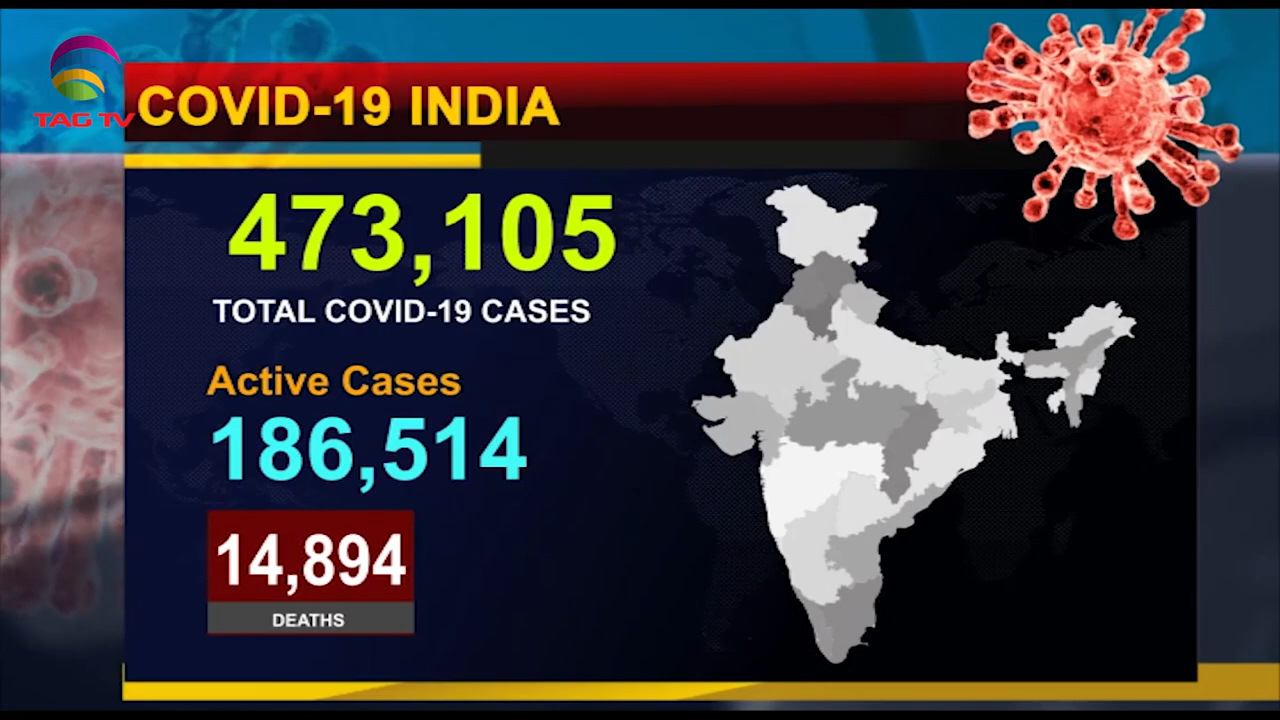 TAG TV
COVID-19 INDIA
473,105
TOTAL COVID-19 CASES
Active Cases
186,514
14,894
DEATHS